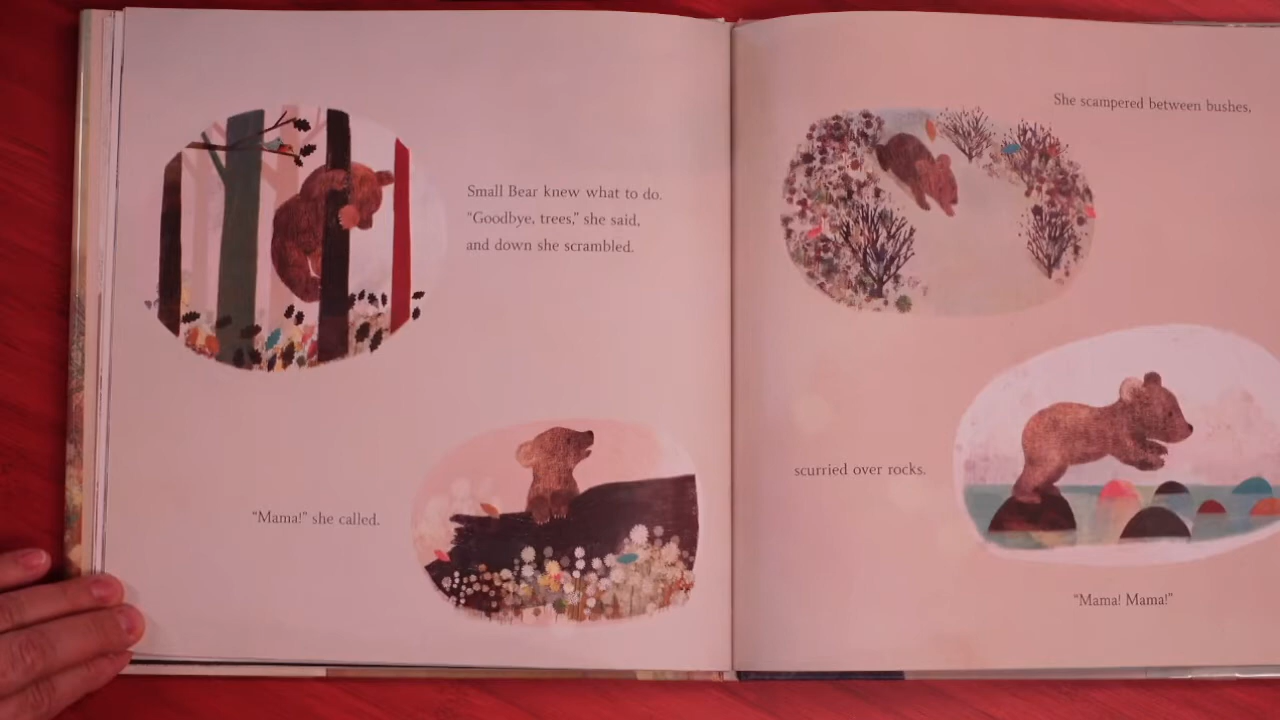 Small Bear knew what to do.
"Goodbye, trees," she said,
and down she scrambled.
"Mama!" she called.
She scampered between bushes,
scurried over rocks.
"Mama! Mama!"